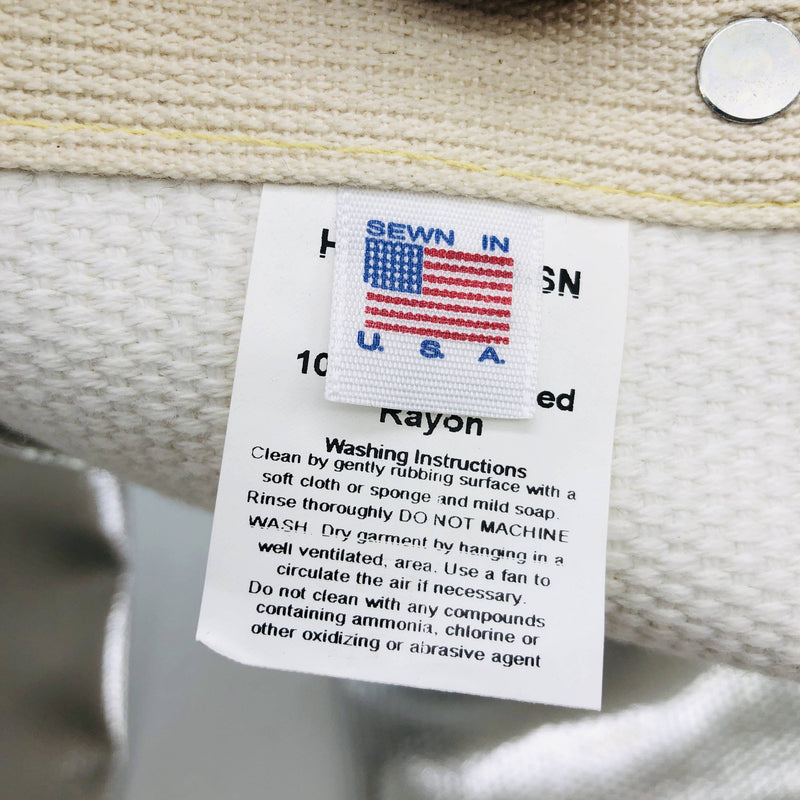 SEWN IN
U. S. A.
Rayon
Washing Instructions
Clean by gently rubbing surface with a
soft cloth or sponge and mild soap.
Rinse thoroughly DO NOT MACHINE
WASH. Dry garment by hanging in a
well ventilated, area. Use a fan to
circulate the air if necessary.
Do not clean with any compounds
containing ammonia, chlorine or
other oxidizing or abrasive agent